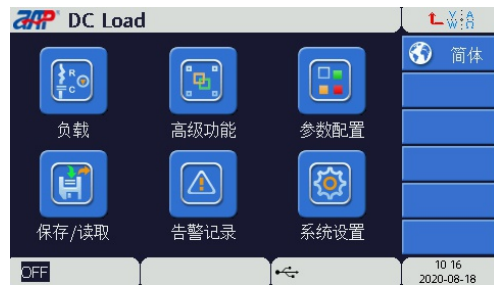 DC Load
简体
负载
高级功能
参数配置
保存/读取
告警记录
系统设置
OFF
10 16
2020-08-18